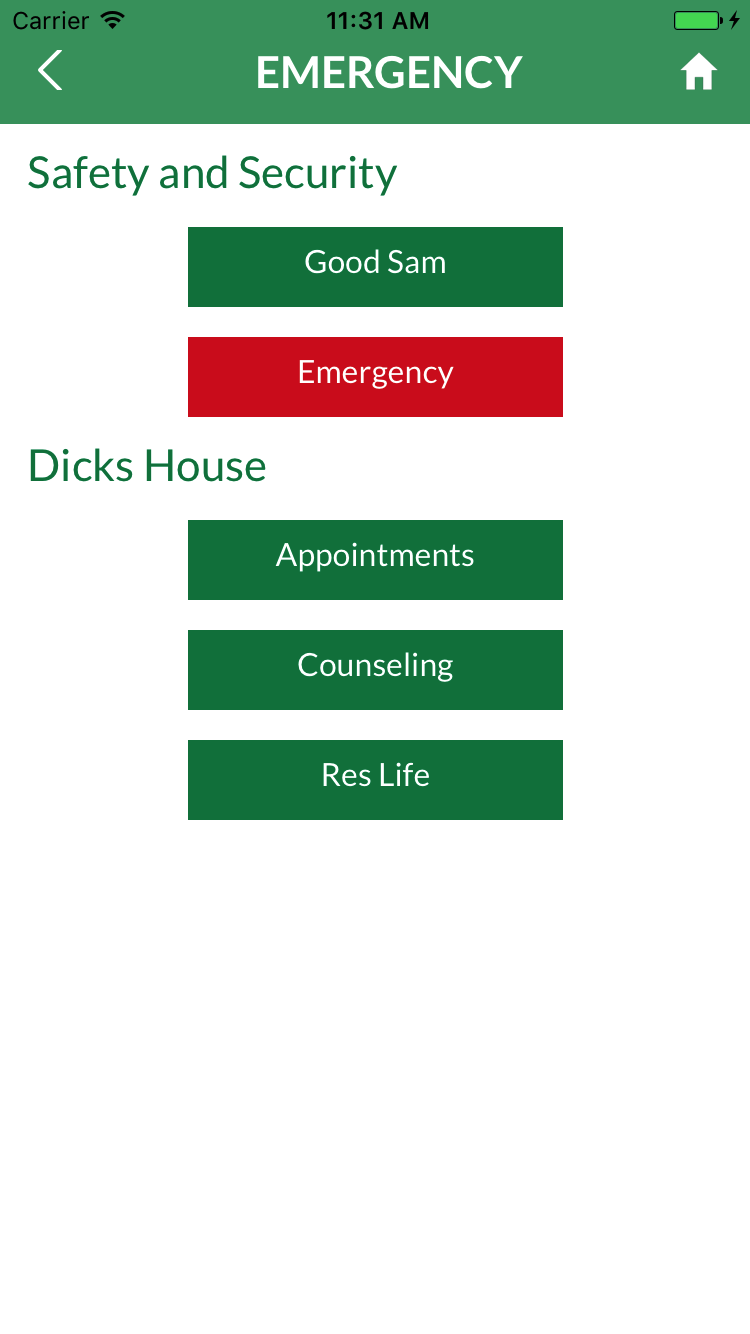 Carrier 11:31 AM
EMERGENCY
Safety and Security
Good Sam
Emergency
Dicks House
Appointments
Counseling
Res Life